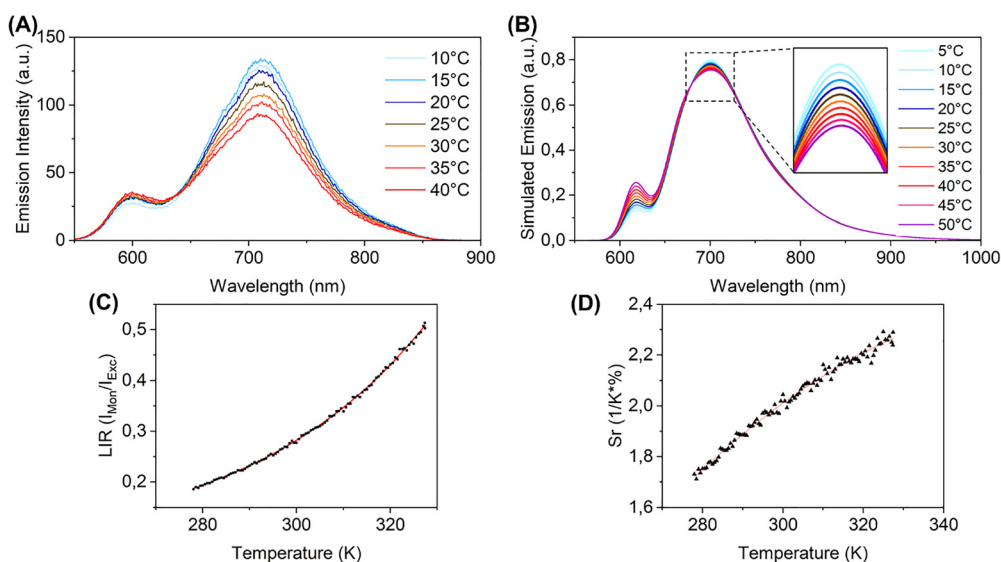 (A)
Emission Intensity (a.u.)
150
100
50
0
600
700
800
900
Wavelength (nm)
10°C
15°C
20°C
25°C
30°C
35°C
40°C
(B)
Simulated Emission (a.u.)
0,8
0,6
0,4
0,2
0,0
500
600
700
800
900
1000
Wavelength (nm)
5°C
10°C
15°C
20°C
25°C
30°C
35°C
40°C
45°C
50°C
(C)
LIR (I_Mon/I_Exc)
0,5
0,4
0,3
0,2
280
300
320
Temperature (K)
(D)
Sr (1/K*%)
2,4
2,2
2,0
1,8
1,6
280
300
320
340
Temperature (K)